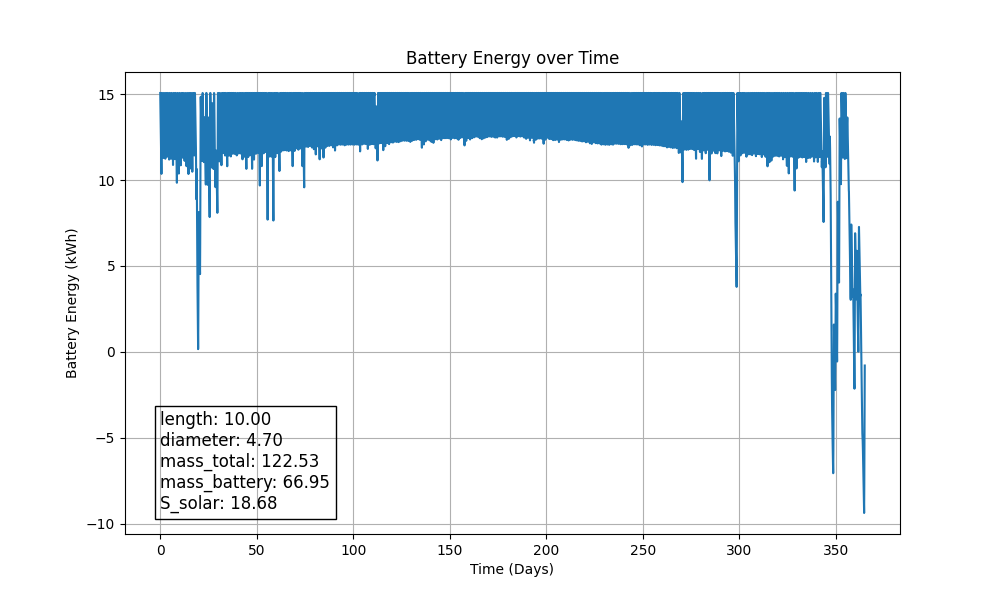 Battery Energy over Time
Battery Energy (kWh)
15
10
5
0
−5
−10
length: 10.00
diameter: 4.70
mass_total: 122.53
mass_battery: 66.95
S_solar: 18.68
0 50 100 150 200 250 300 350
Time (Days)